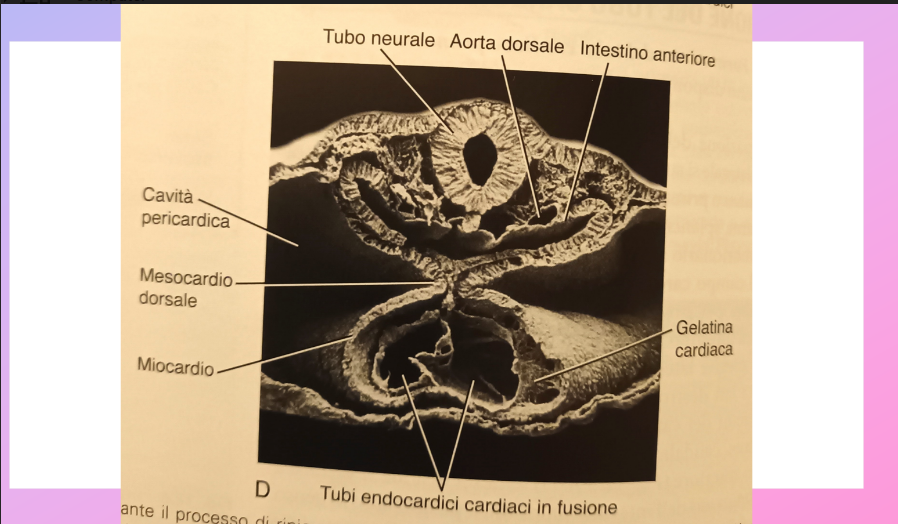 Tubo neurale Aorta dorsale Intestino anteriore
Cavità
pericardica
Mesocardio
dorsale
Miocardio
Gelatina
cardiaca
D Tubi endocardici cardiaci in fusione
ante il processo di